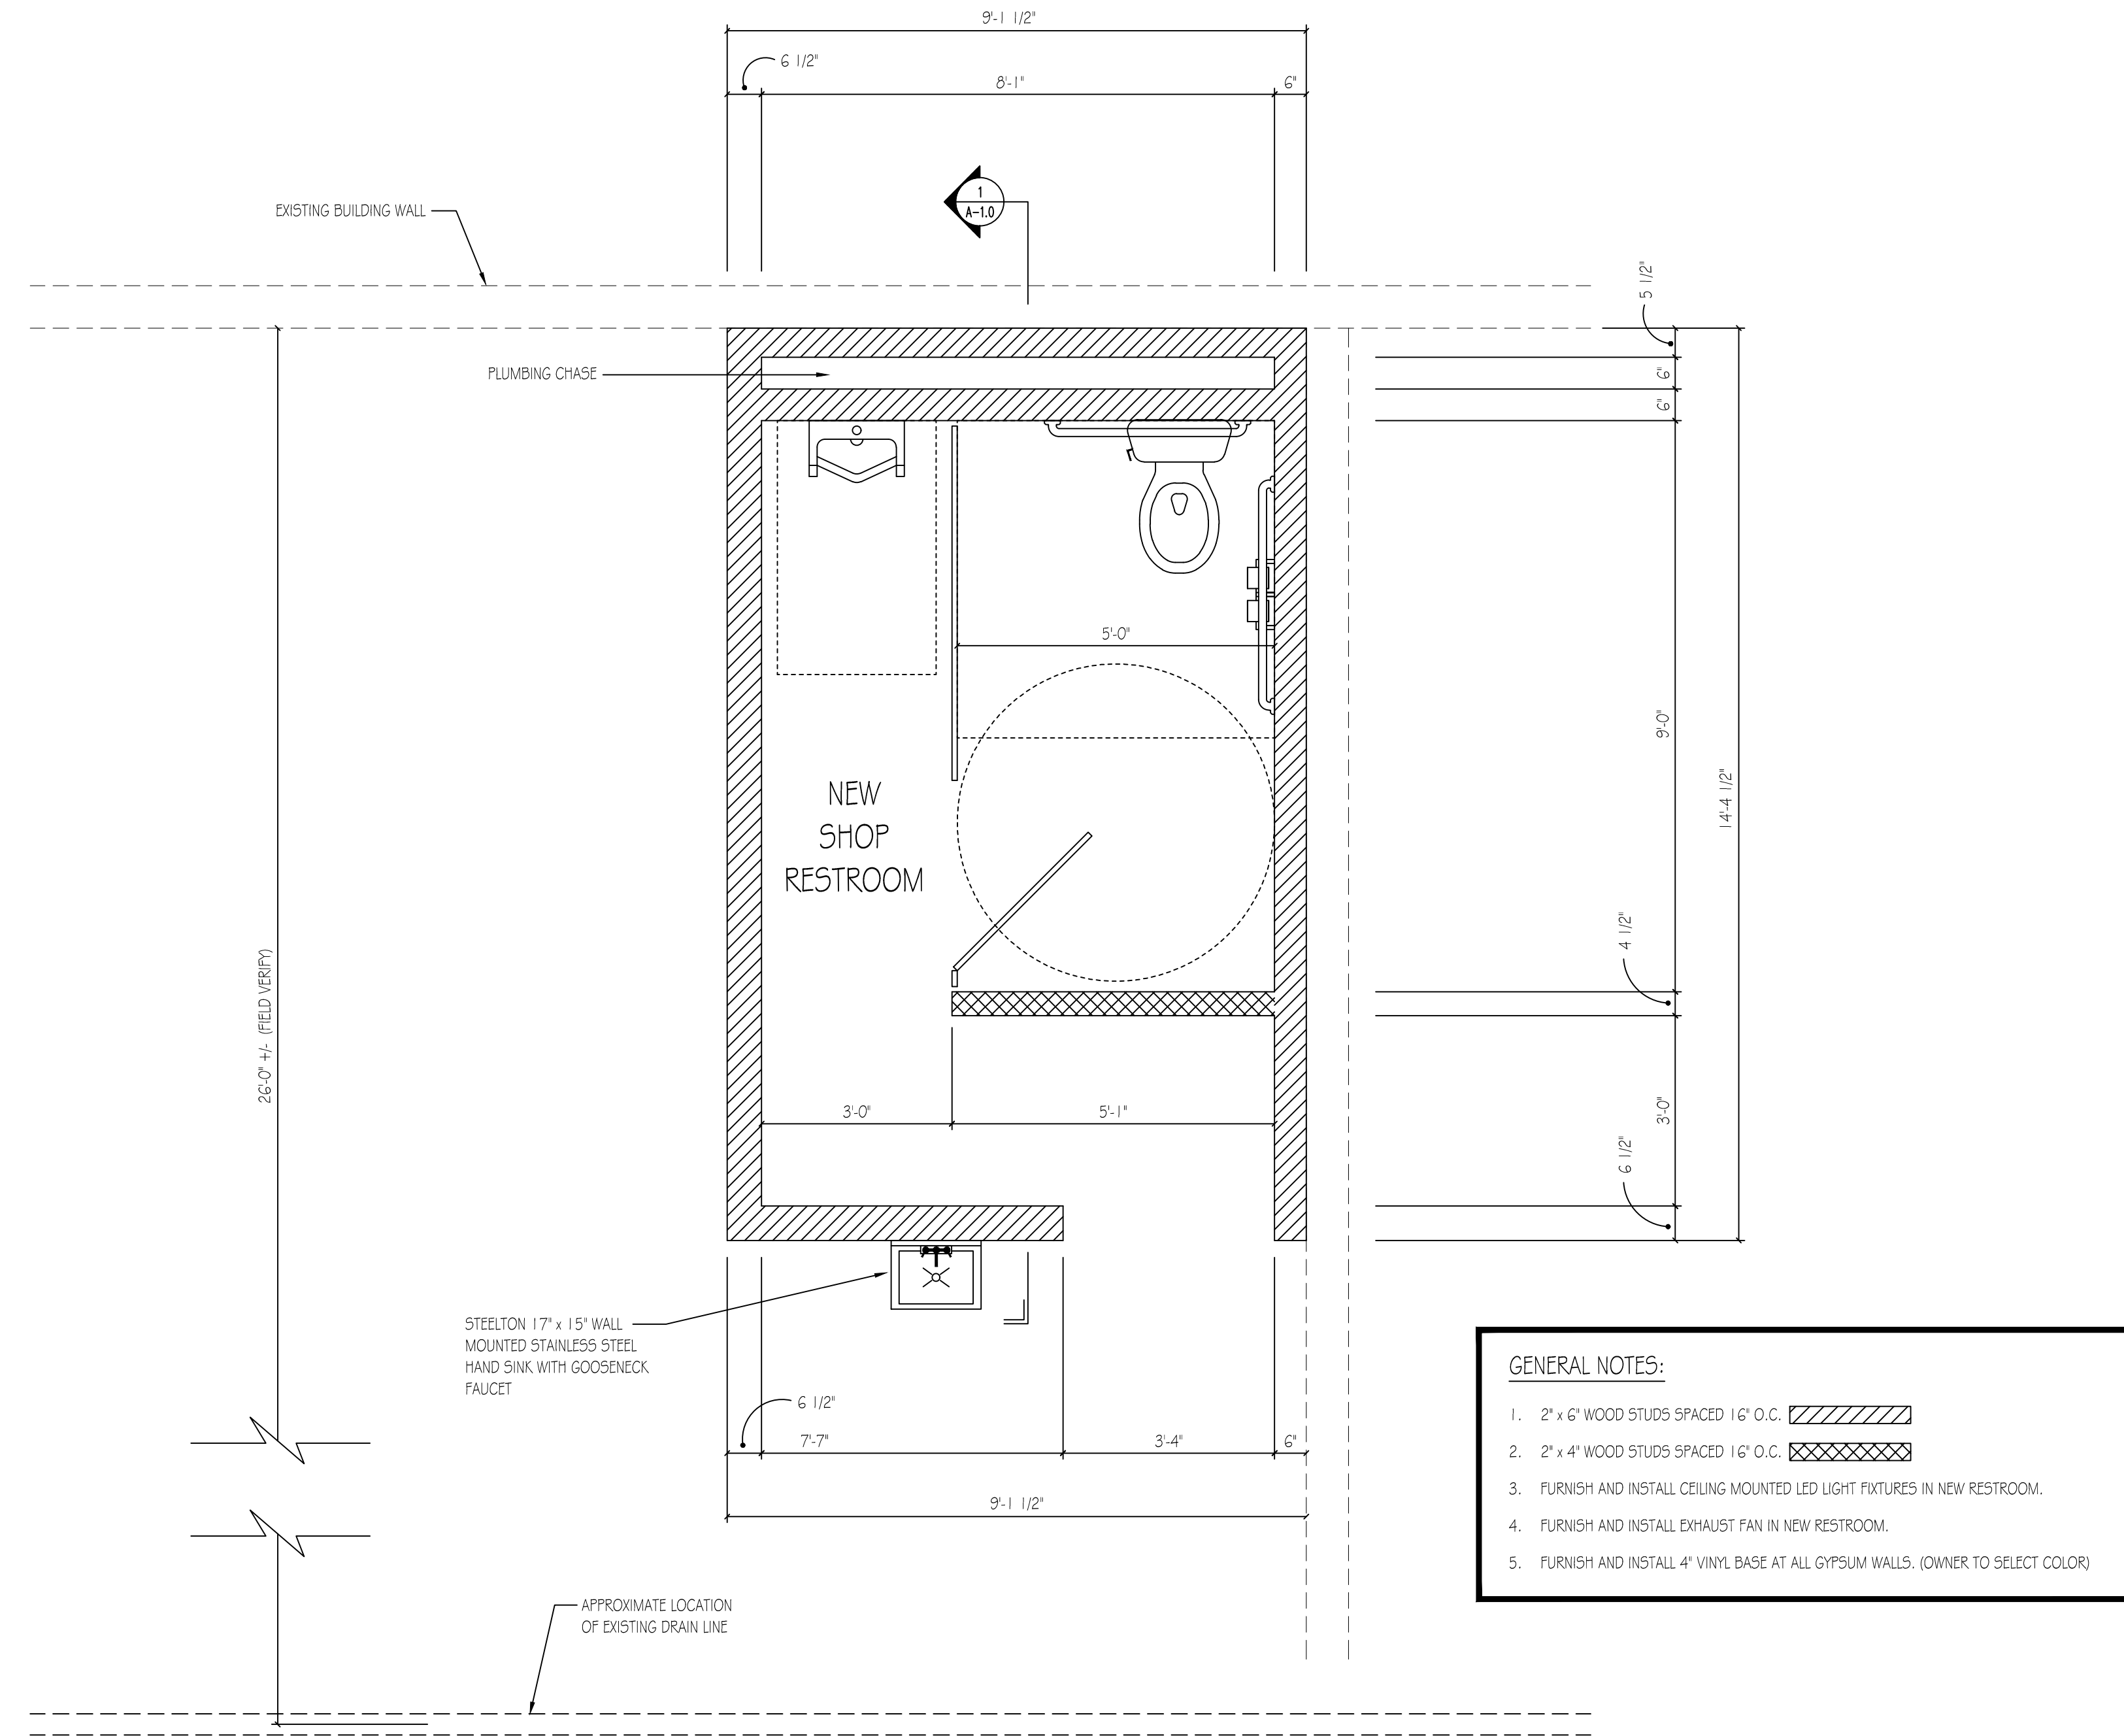 9'-1 1/2"
6 1/2"
8'-1"
6"
1
A-1.0
EXISTING BUILDING WALL
5 1/2"
PLUMBING CHASE
6"
6"
5'-0"
9'-0"
NEW
SHOP
RESTROOM
14'-4 1/2"
4 1/2"
26'-0" +/- (FIELD VERIFY)
3'-0"
5'-1"
3'-0"
6 1/2"
STEELTON 17" x 15" WALL
MOUNTED STAINLESS STEEL
HAND SINK WITH GOOSENECK
FAUCET
6 1/2"
7'-7"
3'-4"
6"
9'-1 1/2"
GENERAL NOTES:
1. 2" x 6" WOOD STUDS SPACED 16" O.C.
2. 2" x 4" WOOD STUDS SPACED 16" O.C.
3. FURNISH AND INSTALL CEILING MOUNTED LED LIGHT FIXTURES IN NEW RESTROOM.
4. FURNISH AND INSTALL EXHAUST FAN IN NEW RESTROOM.
5. FURNISH AND INSTALL 4" VINYL BASE AT ALL GYPSUM WALLS. (OWNER TO SELECT COLOR)
APPROXIMATE LOCATION
OF EXISTING DRAIN LINE